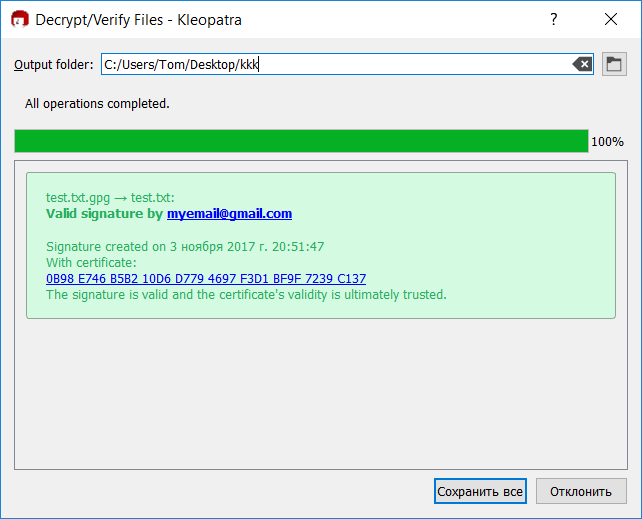 Decrypt/Verify Files - Kleopatra
Output folder: C:/Users/Tom/Desktop/kkk
All operations completed.
100%
test.txt.gpg → test.txt:
Valid signature by myemail@gmail.com
Signature created on 3 ноября 2017 г. 20:51:47
With certificate:
0B98 E746 B5B2 10D6 D779 4697 F3D1 BF9F 7239 C137
The signature is valid and the certificate's validity is ultimately trusted.
Сохранить все Отклонить